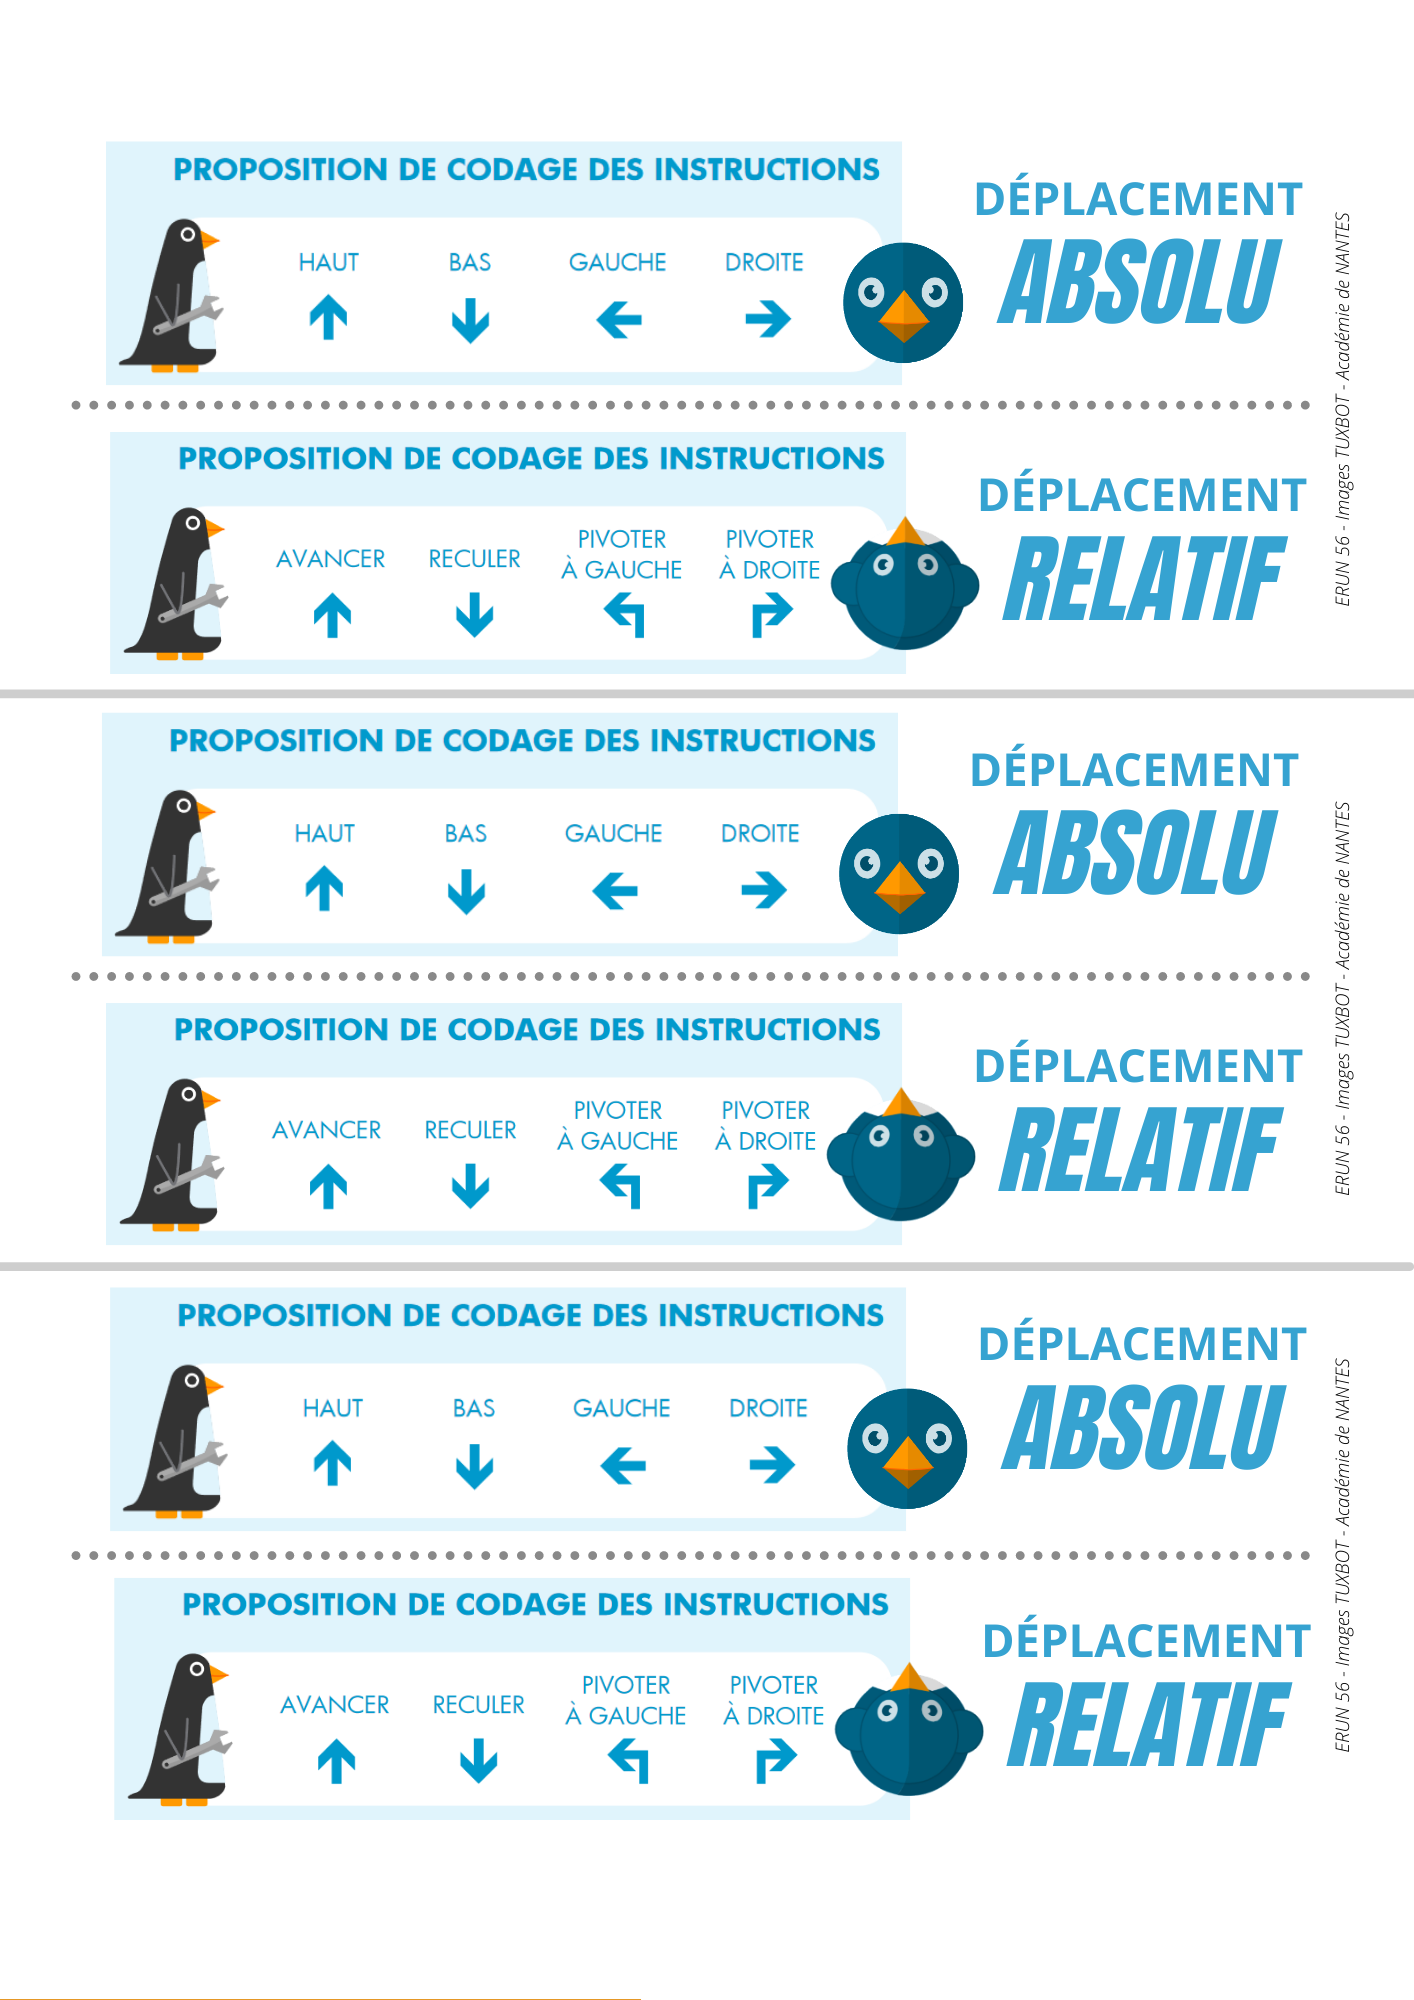 PROPOSITION DE CODAGE DES INSTRUCTIONS
HAUT BAS GAUCHE DROITE
DÉPLACEMENT
ABSOLU
PROPOSITION DE CODAGE DES INSTRUCTIONS
AVANCER RECULER PIVOTER À GAUCHE PIVOTER À DROITE
DÉPLACEMENT
RELATIF
ERUN 56 - Images TUXBOT - Académie de NANTES
PROPOSITION DE CODAGE DES INSTRUCTIONS
HAUT BAS GAUCHE DROITE
DÉPLACEMENT
ABSOLU
PROPOSITION DE CODAGE DES INSTRUCTIONS
AVANCER RECULER PIVOTER À GAUCHE PIVOTER À DROITE
DÉPLACEMENT
RELATIF
ERUN 56 - Images TUXBOT - Académie de NANTES
PROPOSITION DE CODAGE DES INSTRUCTIONS
HAUT BAS GAUCHE DROITE
DÉPLACEMENT
ABSOLU
PROPOSITION DE CODAGE DES INSTRUCTIONS
AVANCER RECULER PIVOTER À GAUCHE PIVOTER À DROITE
DÉPLACEMENT
RELATIF
ERUN 56 - Images TUXBOT - Académie de NANTES